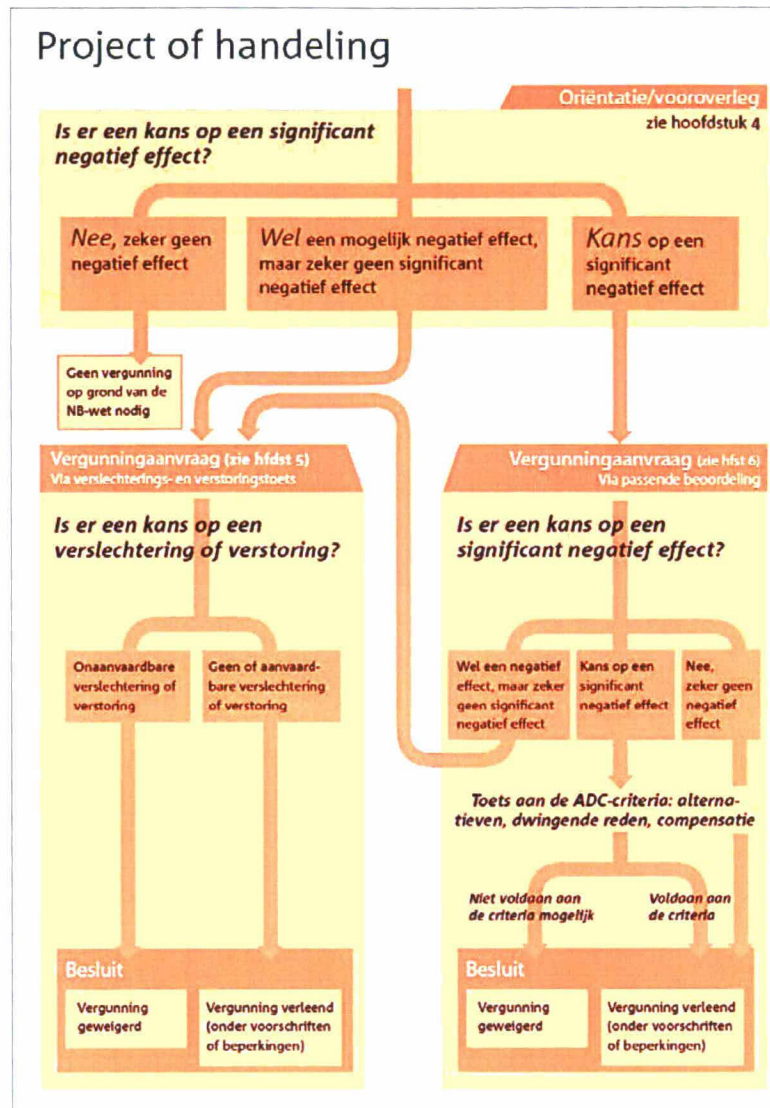 Project of handeling
Oriëntatie/vooroverleg
zie hoofdstuk 4
Is er een kans op een significant
negatief effect?
Nee, zeker geen
negatief effect
Wel een mogelijk negatief effect,
maar zeker geen significant
negatief effect
Kans op een
significant
negatief effect
Geen vergunning
op grond van de
NB-wet nodig
Vergunningaanvraag (zie hfdst 5)
Via verslechterings- en verstoringstoets
Is er een kans op een
verslechtering of verstoring?
Onaanvaardbare
verslechtering of
verstoring
Geen of aanvaard-
bare verslechtering
of verstoring
Besluit
Vergunning
geweigerd
Vergunning verleend
(onder voorschriften
of beperkingen)
Vergunningaanvraag (zie hfst 6)
Via passende beoordeling
Is er een kans op een
significant negatief effect?
Wel een negatief
effect, maar zeker
geen significant
negatief effect
Kans op een
significant
negatief effect
Nee,
zeker geen
negatief
effect
Toets aan de ADC-criteria: alterna-
tieven, dwingende reden, compensatie
Niet voldaan aan
de criteria mogelijk
Voldaan aan
de criteria
Besluit
Vergunning
geweigerd
Vergunning verleend
(onder voorschriften
of beperkingen)